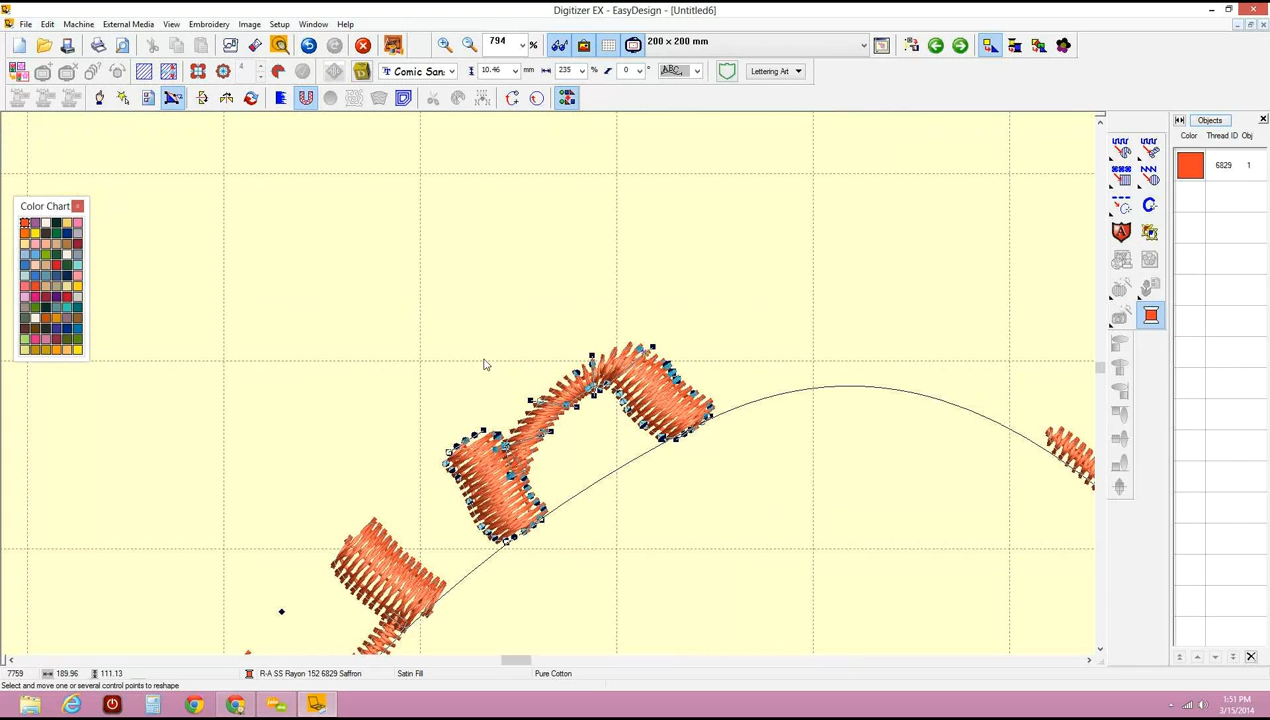 Digitizer EX - EasyDesign - [Untitled6]
File Edit Machine External Media View Embroidery Image Setup Window Help
794 % 200 x 200 mm
4 Comic San: 10.46 mm 235 % 0 ° ABC Lettering Art
Objects
Color Thread ID Obj
6829 1
Color Chart
7759 189.96 111.13 R-A SS Rayon 152 6829 Saffron Satin Fill Pure Cotton
Select and move one or several control points to reshape
1:51 PM
3/15/2014